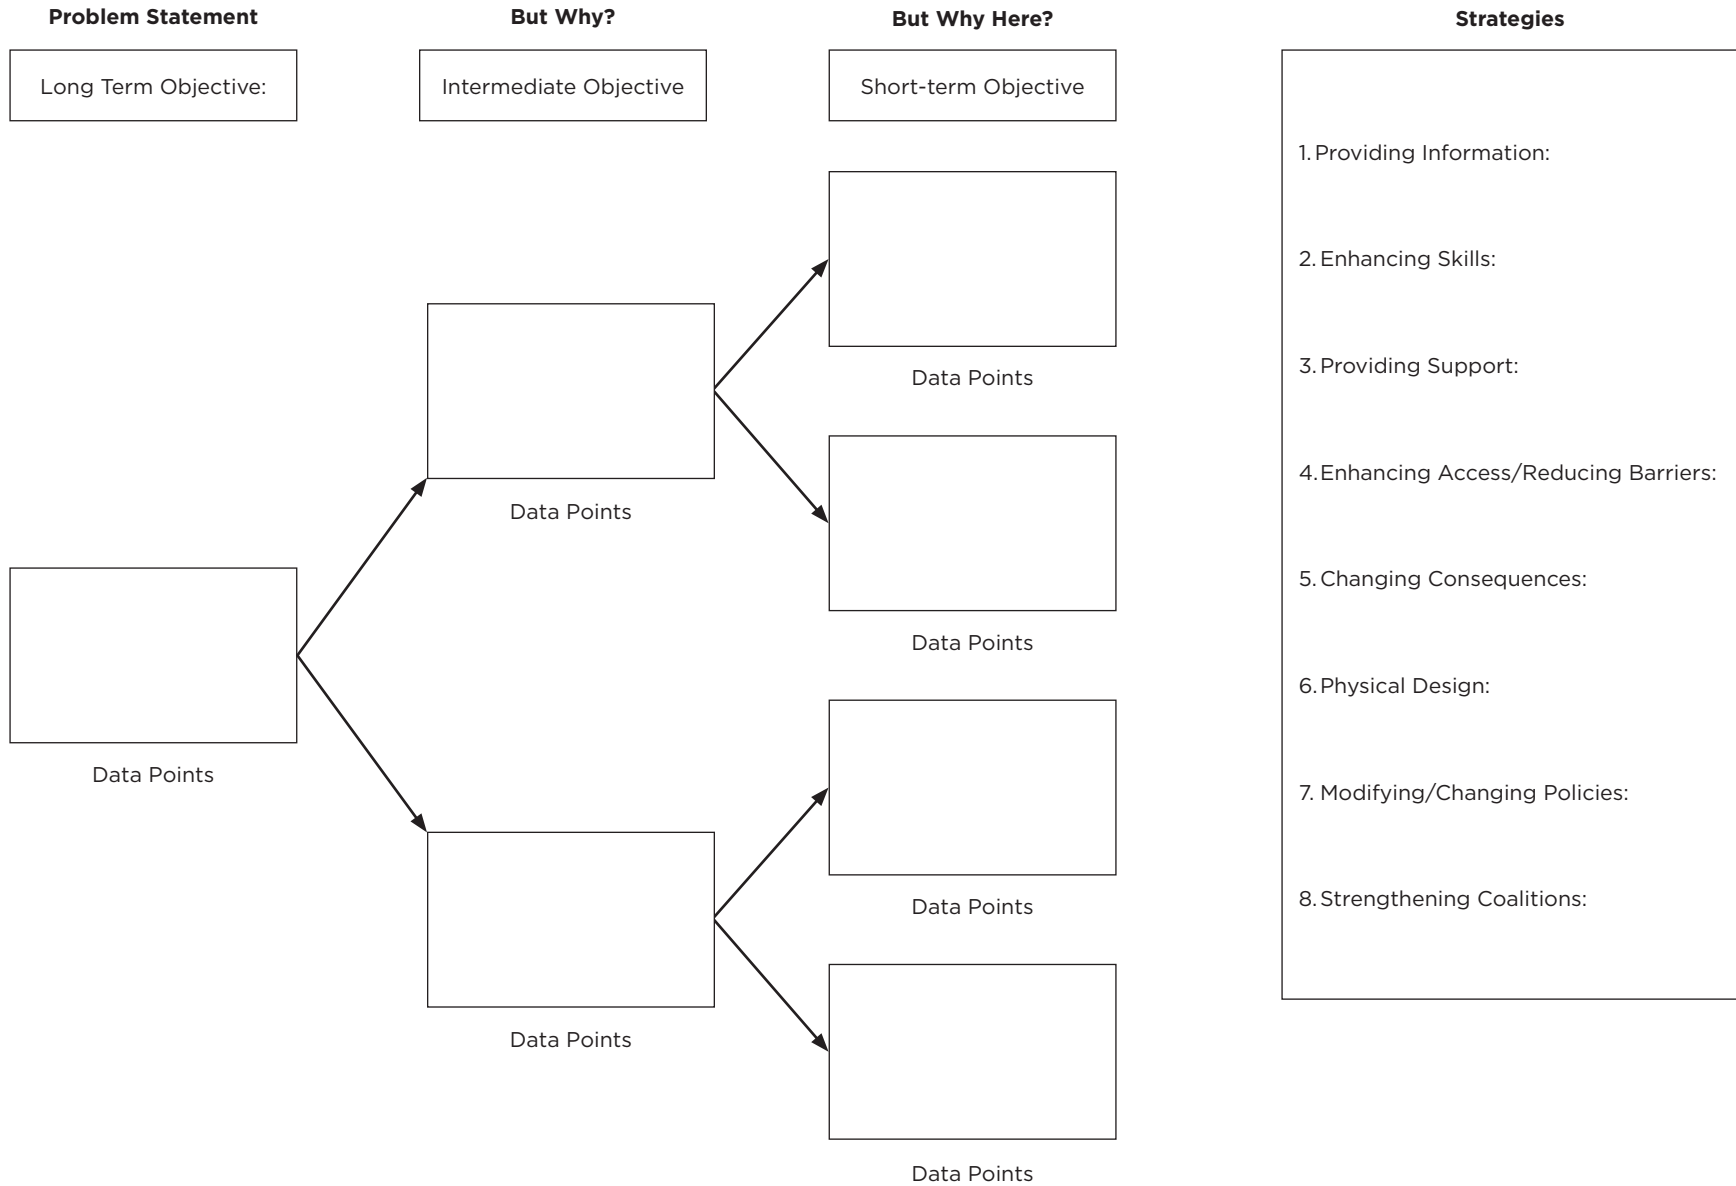 Problem Statement
But Why?
But Why Here?
Strategies
Long Term Objective:
Intermediate Objective
Short-term Objective
Data Points
Data Points
Data Points
Data Points
Data Points
Data Points
Data Points
1. Providing Information:
2. Enhancing Skills:
3. Providing Support:
4. Enhancing Access/Reducing Barriers:
5. Changing Consequences:
6. Physical Design:
7. Modifying/Changing Policies:
8. Strengthening Coalitions: